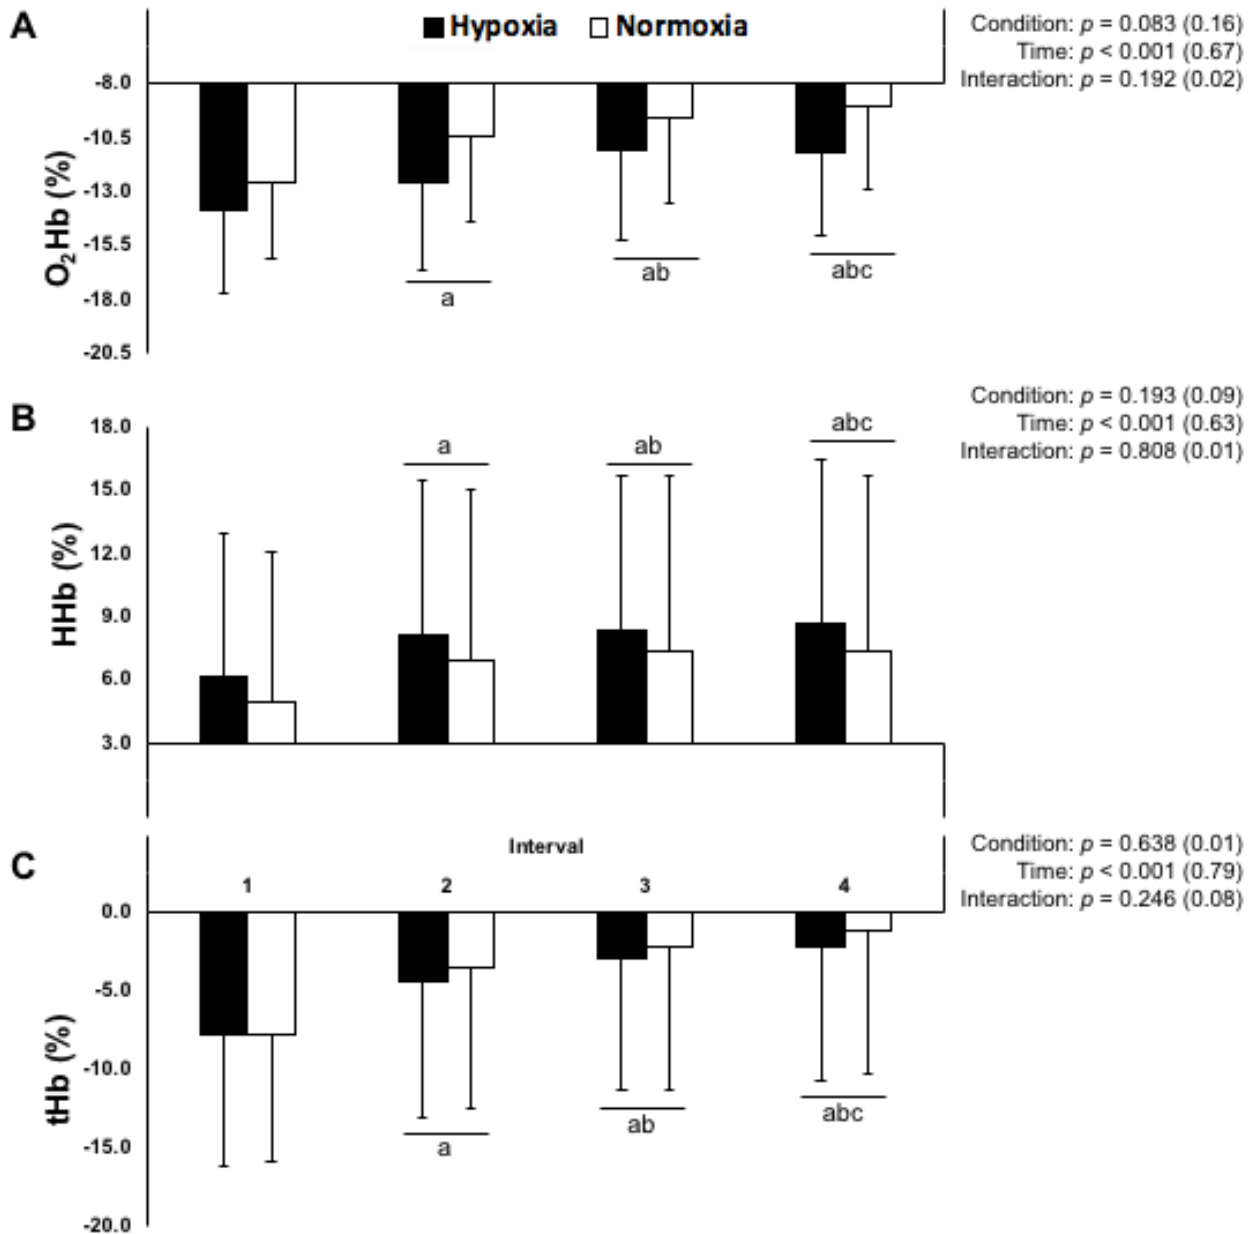 A
Hypoxia Normoxia
Condition: p = 0.083 (0.16)
Time: p < 0.001 (0.67)
Interaction: p = 0.192 (0.02)
O₂Hb (%)
-8.0
-10.5
-13.0
-15.5
-18.0
-20.5
a
ab
abc
B
Condition: p = 0.193 (0.09)
Time: p < 0.001 (0.63)
Interaction: p = 0.808 (0.01)
HHb (%)
18.0
15.0
12.0
9.0
6.0
3.0
a
ab
abc
C
Interval
1 2 3 4
Condition: p = 0.638 (0.01)
Time: p < 0.001 (0.79)
Interaction: p = 0.246 (0.08)
tHb (%)
0.0
-5.0
-10.0
-15.0
-20.0
a
ab
abc